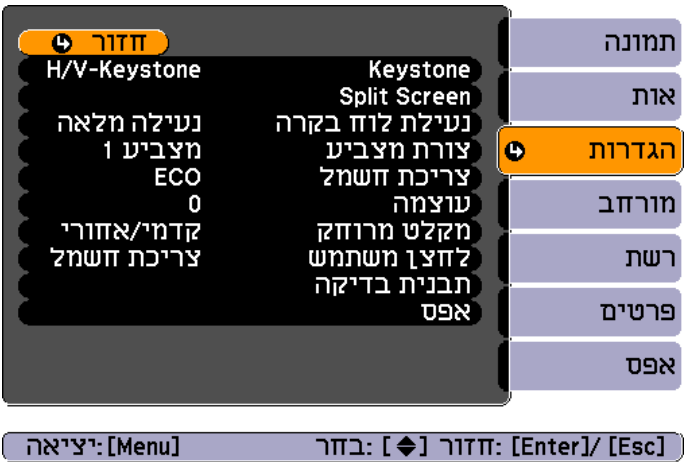 תמונה
אות
הגדרות
מורחב
רשת
פרטים
אפס
חזור
Keystone H/V-Keystone
Split Screen
נעילת לוח בקרה נעילה מלאה
צורת מצביע מצביע 1
צריכת חשמל ECO
עוצמה 0
מקלט מרוחק קדמי/אחורי
לחצן משתמש צריכת חשמל
תבנית בדיקה
אפס
[Esc] /[Enter] :חזור [ ] :בחר [Menu]:יציאה